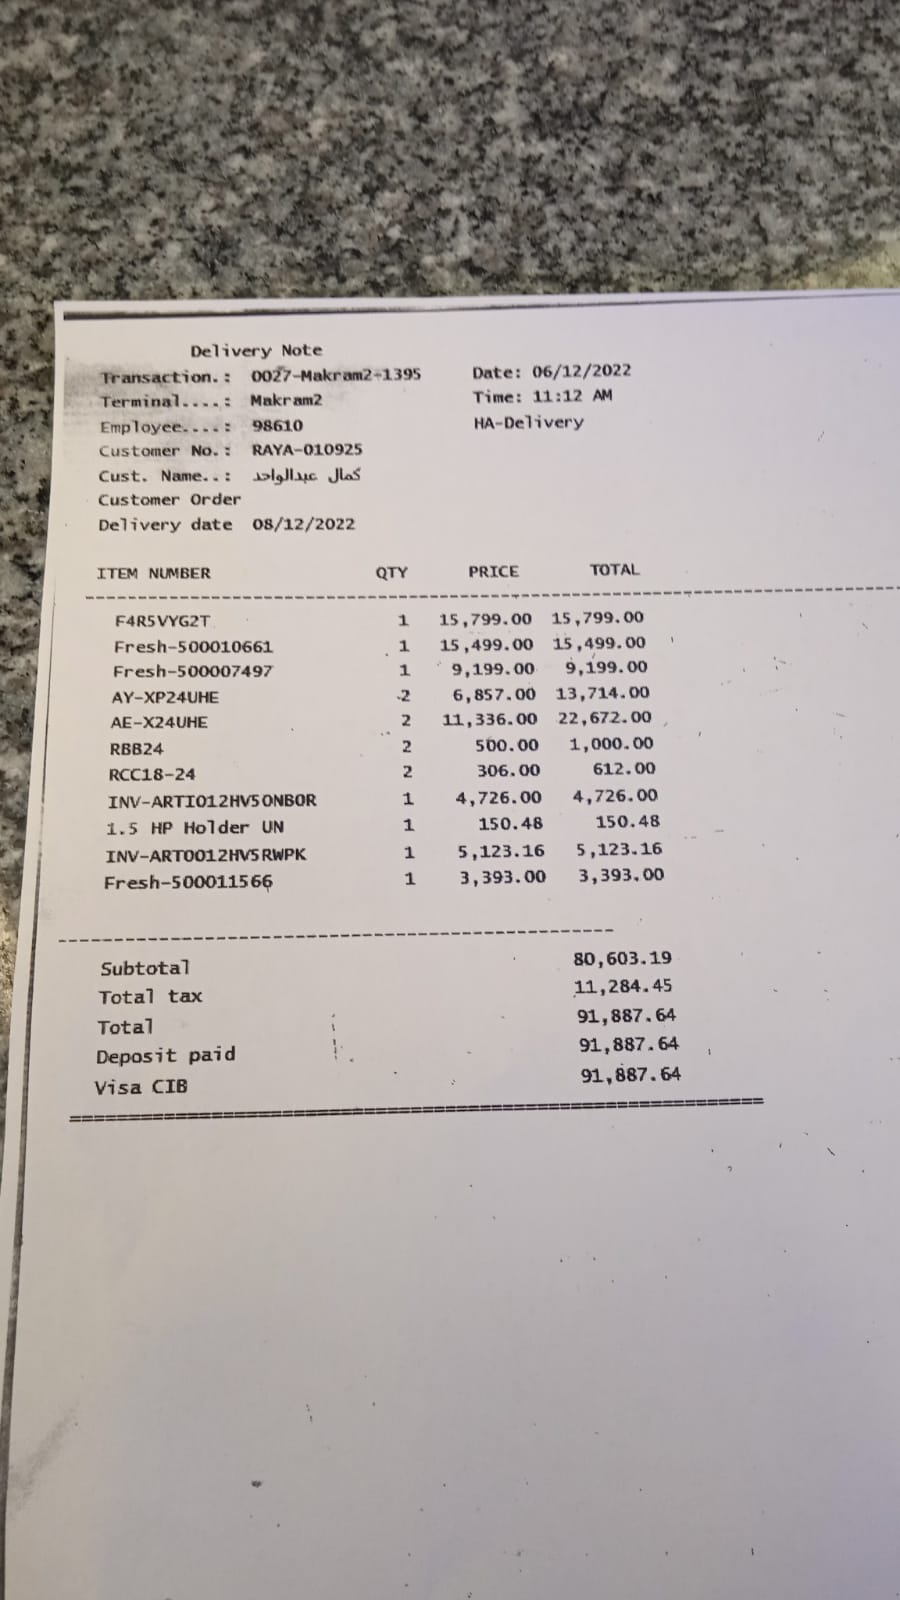 Delivery Note
Transaction.: 0027-Makram2-1395 Date: 06/12/2022
Terminal....: Makram2 Time: 11:12 AM
Employee....: 98610 HA-Delivery
Customer No.: RAYA-010925
Cust. Name..: كمال عبدالواحد
Customer Order
Delivery date 08/12/2022
ITEM NUMBER QTY PRICE TOTAL
F4R5VYG2T 1 15,799.00 15,799.00
Fresh-500010661 1 15,499.00 15,499.00
Fresh-500007497 1 9,199.00 9,199.00
AY-XP24UHE 2 6,857.00 13,714.00
AE-X24UHE 2 11,336.00 22,672.00
RBB24 2 500.00 1,000.00
RCC18-24 2 306.00 612.00
INV-ARTIO12HV5ONBOR 1 4,726.00 4,726.00
1.5 HP Holder UN 1 150.48 150.48
INV-ARTOO12HV5RWPK 1 5,123.16 5,123.16
Fresh-500011566 1 3,393.00 3,393.00
Subtotal 80,603.19
Total tax 11,284.45
Total 91,887.64
Deposit paid 91,887.64
Visa CIB 91,887.64